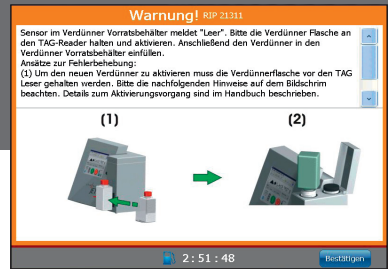 Warnung! RIP 21311
Sensor im Verdünner Vorratsbehälter meldet "Leer". Bitte die Verdünner Flasche an
den TAG-Reader halten und aktivieren. Anschließend den Verdünner in den
Verdünner Vorratsbehälter einfüllen.
Ansätze zur Fehlerbehebung:
(1) Um den neuen Verdünner zu aktivieren muss die Verdünnerflasche vor den TAG
Leser gehalten werden. Bitte die nachfolgenden Hinweise auf dem Bildschrim
beachten. Details zum Aktivierungsvorgang sind im Handbuch beschrieben.
(1) (2)
2 : 51 : 48 Bestätigen